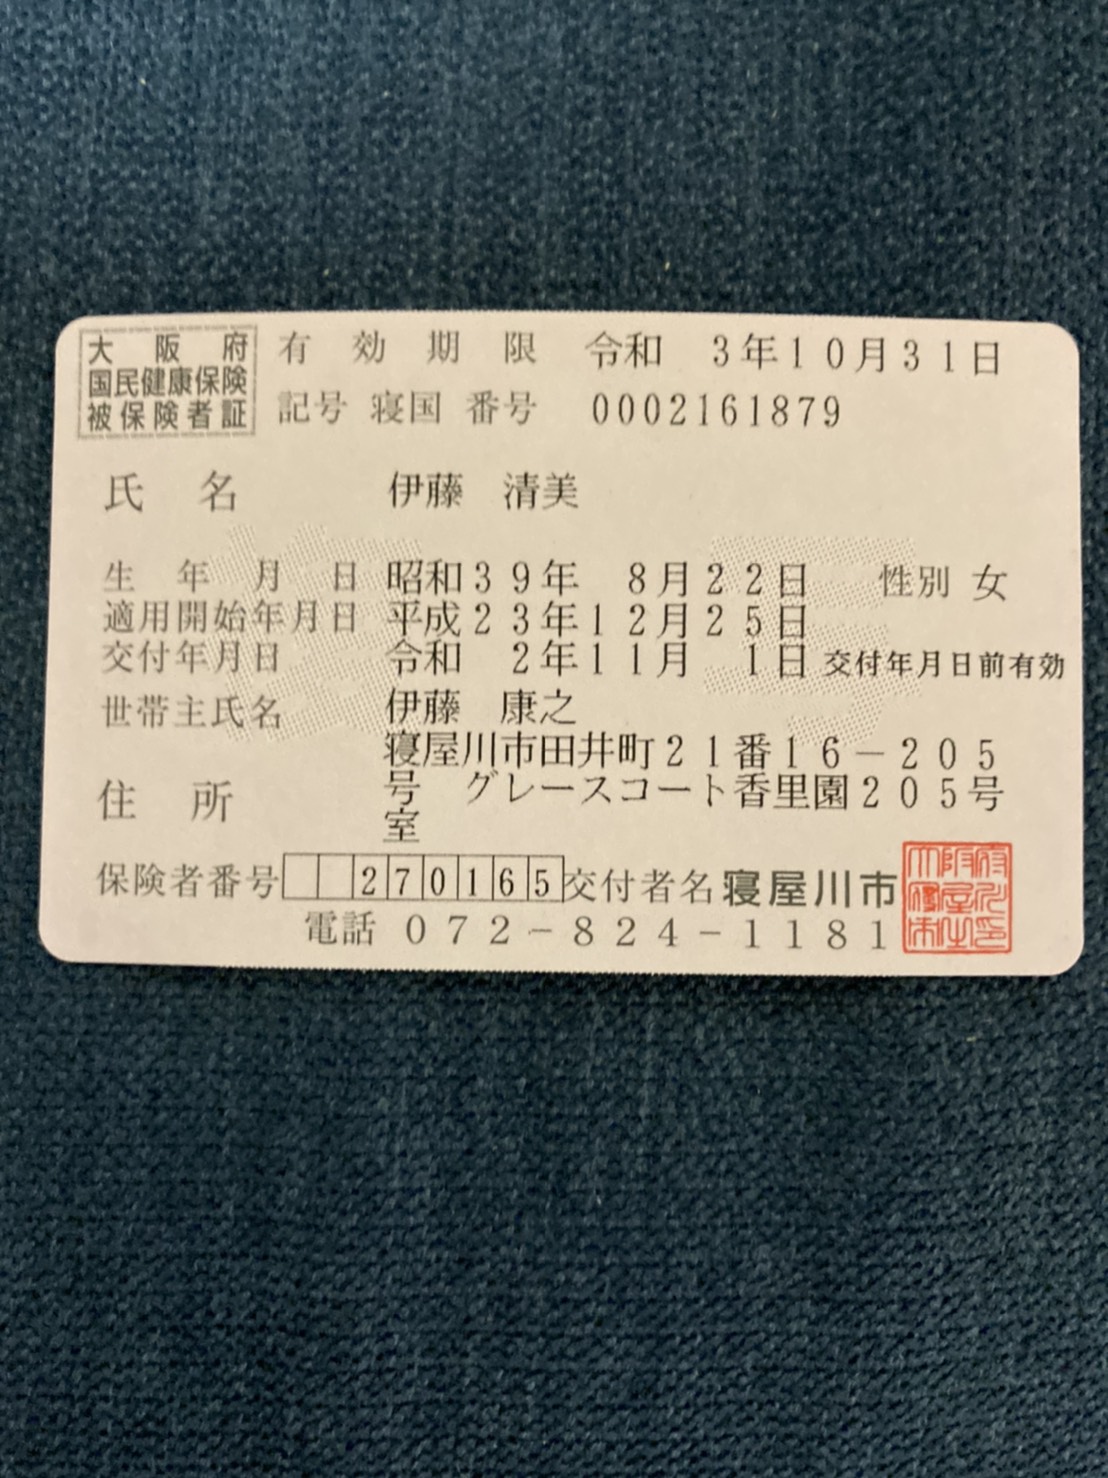 大阪府
国民健康保険
被保険者証
有効期限 令和 3年10月31日
記号 寝国 番号 0002161879
氏名 伊藤 清美
生年月日 昭和39年 8月22日 性別 女
適用開始年月日 平成23年12月25日
交付年月日 令和 2年11月 1日 交付年月日前有効
世帯主氏名 伊藤 康之
住所 寝屋川市田井町21番16-205
号 グレースコート香里園205号
室
保険者番号 270165 交付者名 寝屋川市
電話 072-824-1181